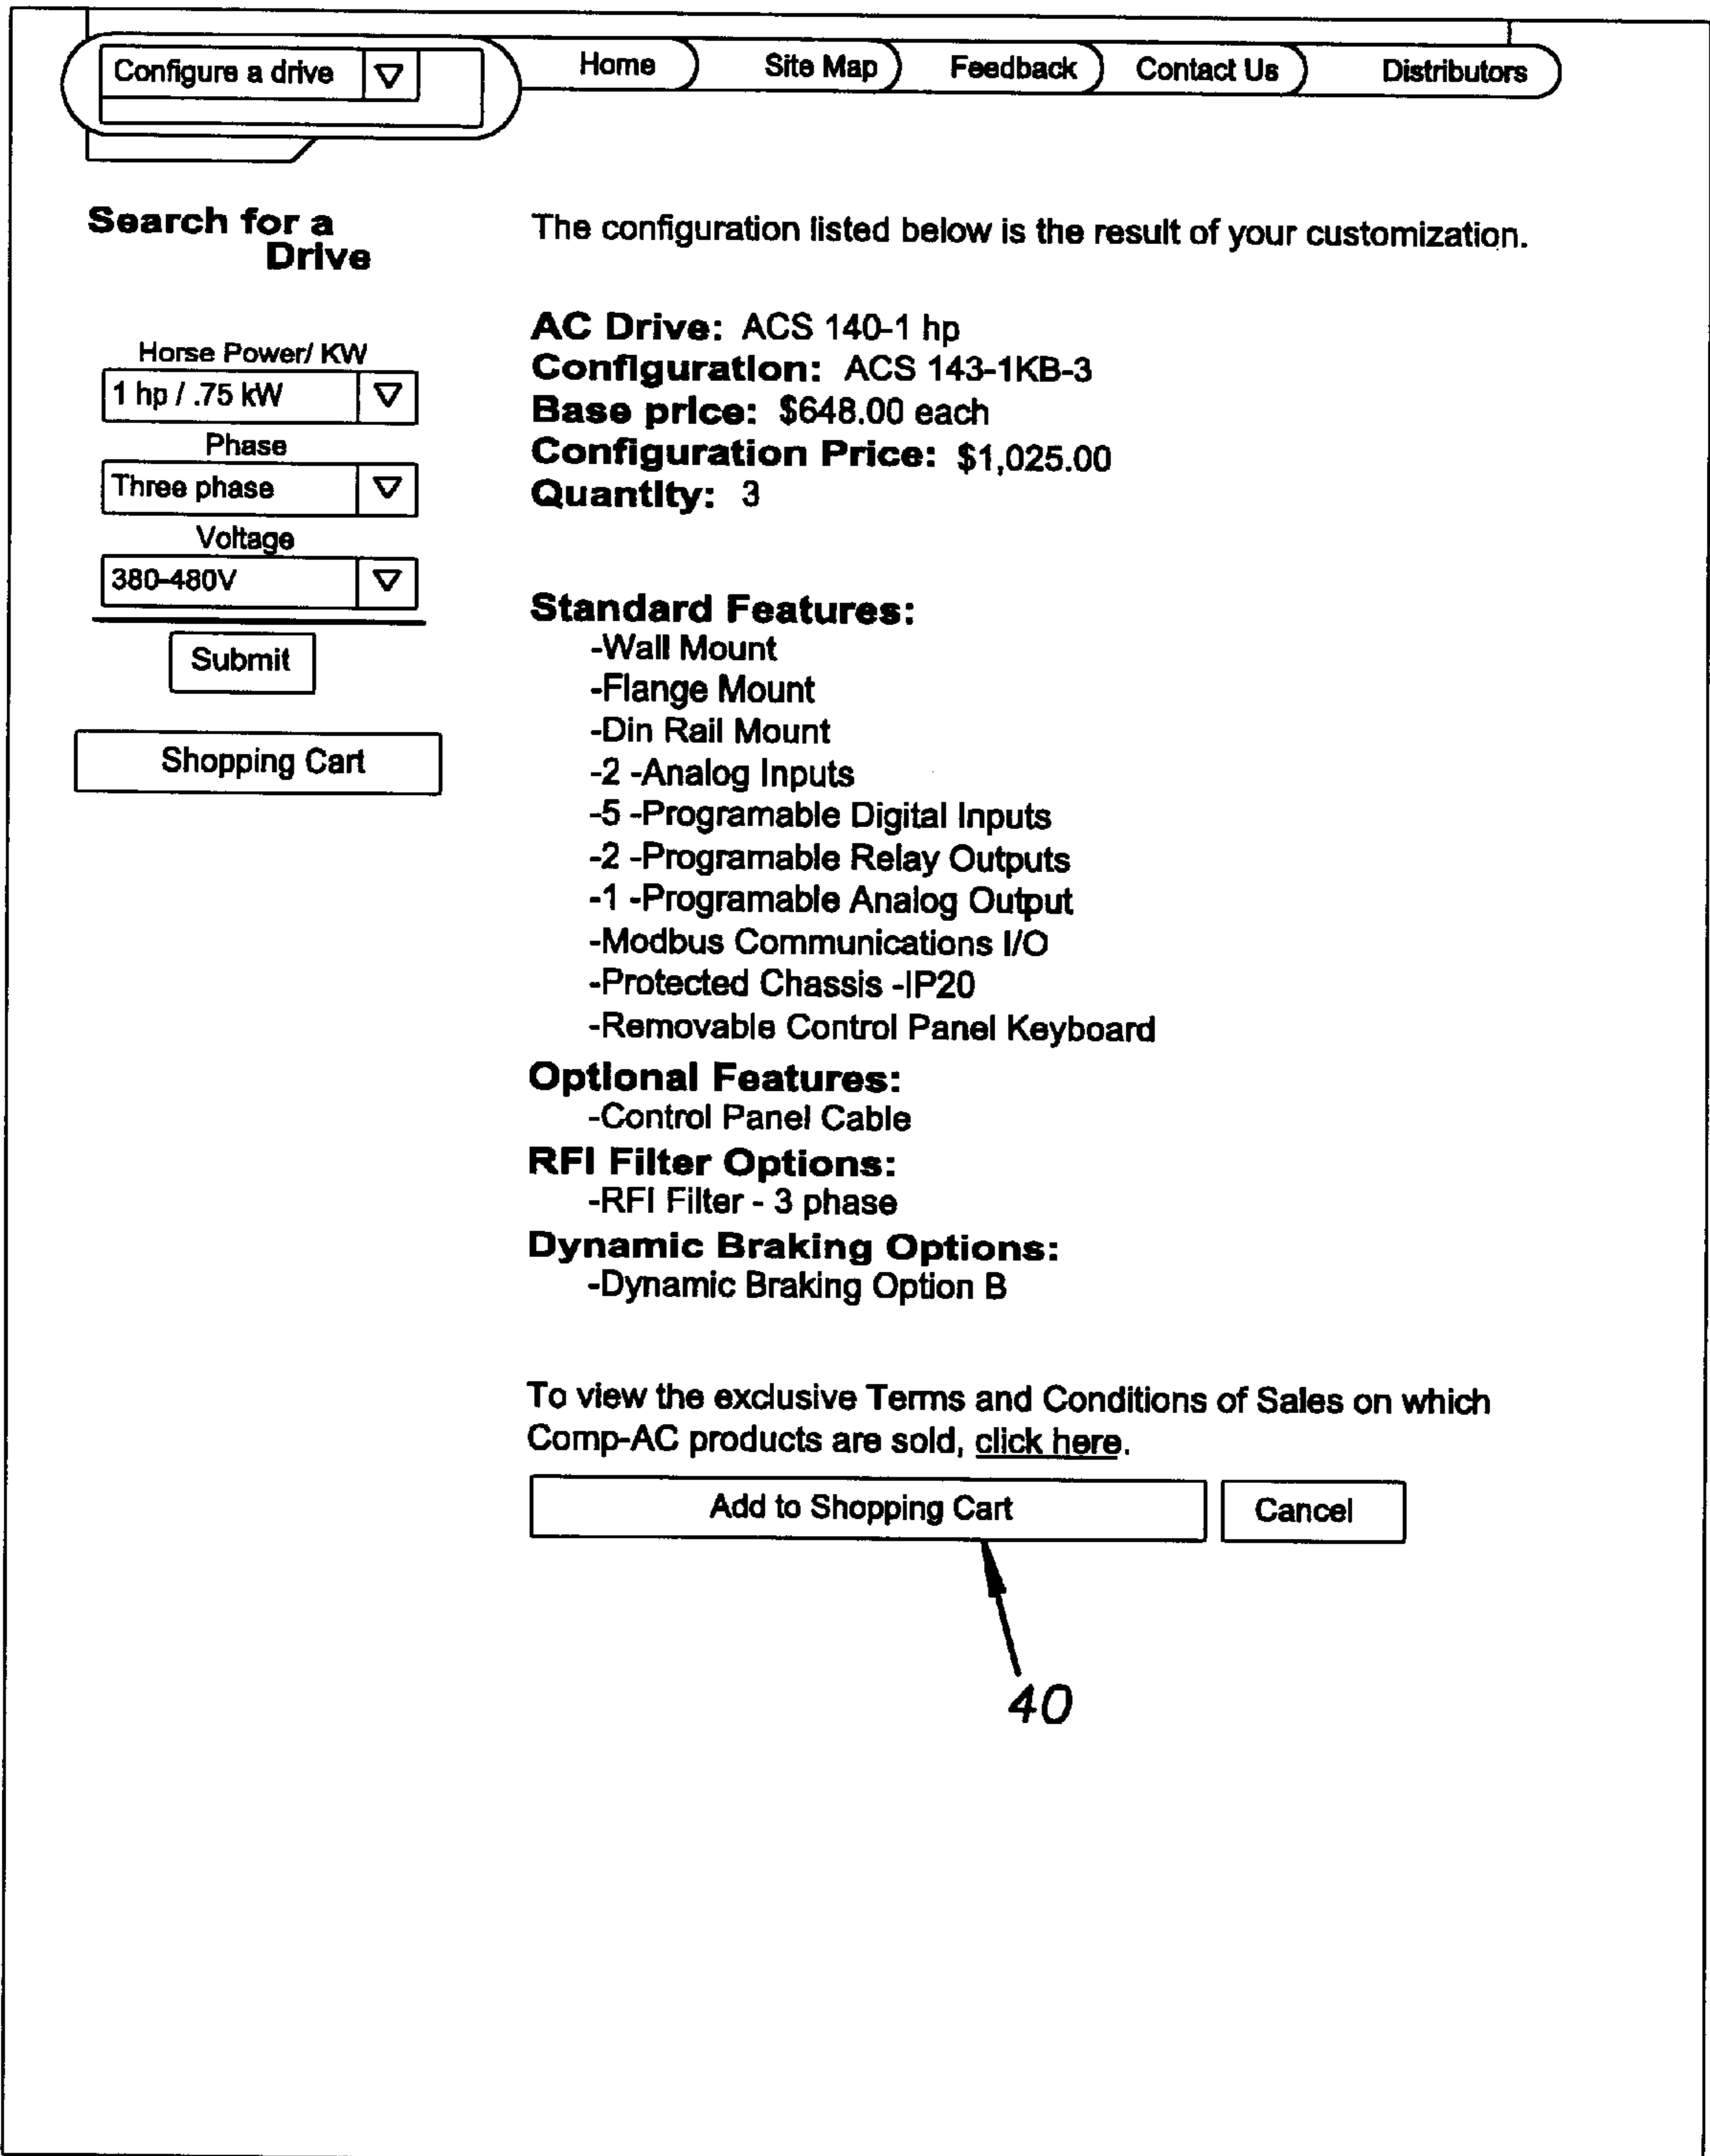 Configure a drive
Home
Site Map
Feedback
Contact Us
Distributors
Search for a
Drive
Horse Power/ KW
1 hp / .75 kW
Phase
Three phase
Voltage
380-480V
Submit
Shopping Cart
The configuration listed below is the result of your customization.
AC Drive: ACS 140-1 hp
Configuration: ACS 143-1KB-3
Base price: $648.00 each
Configuration Price: $1,025.00
Quantity: 3
Standard Features:
-Wall Mount
-Flange Mount
-Din Rail Mount
-2 -Analog Inputs
-5 -Programable Digital Inputs
-2 -Programable Relay Outputs
-1 -Programable Analog Output
-Modbus Communications I/O
-Protected Chassis -IP20
-Removable Control Panel Keyboard
Optional Features:
-Control Panel Cable
RFI Filter Options:
-RFI Filter - 3 phase
Dynamic Braking Options:
-Dynamic Braking Option B
To view the exclusive Terms and Conditions of Sales on which
Comp-AC products are sold, click here.
Add to Shopping Cart
Cancel
40